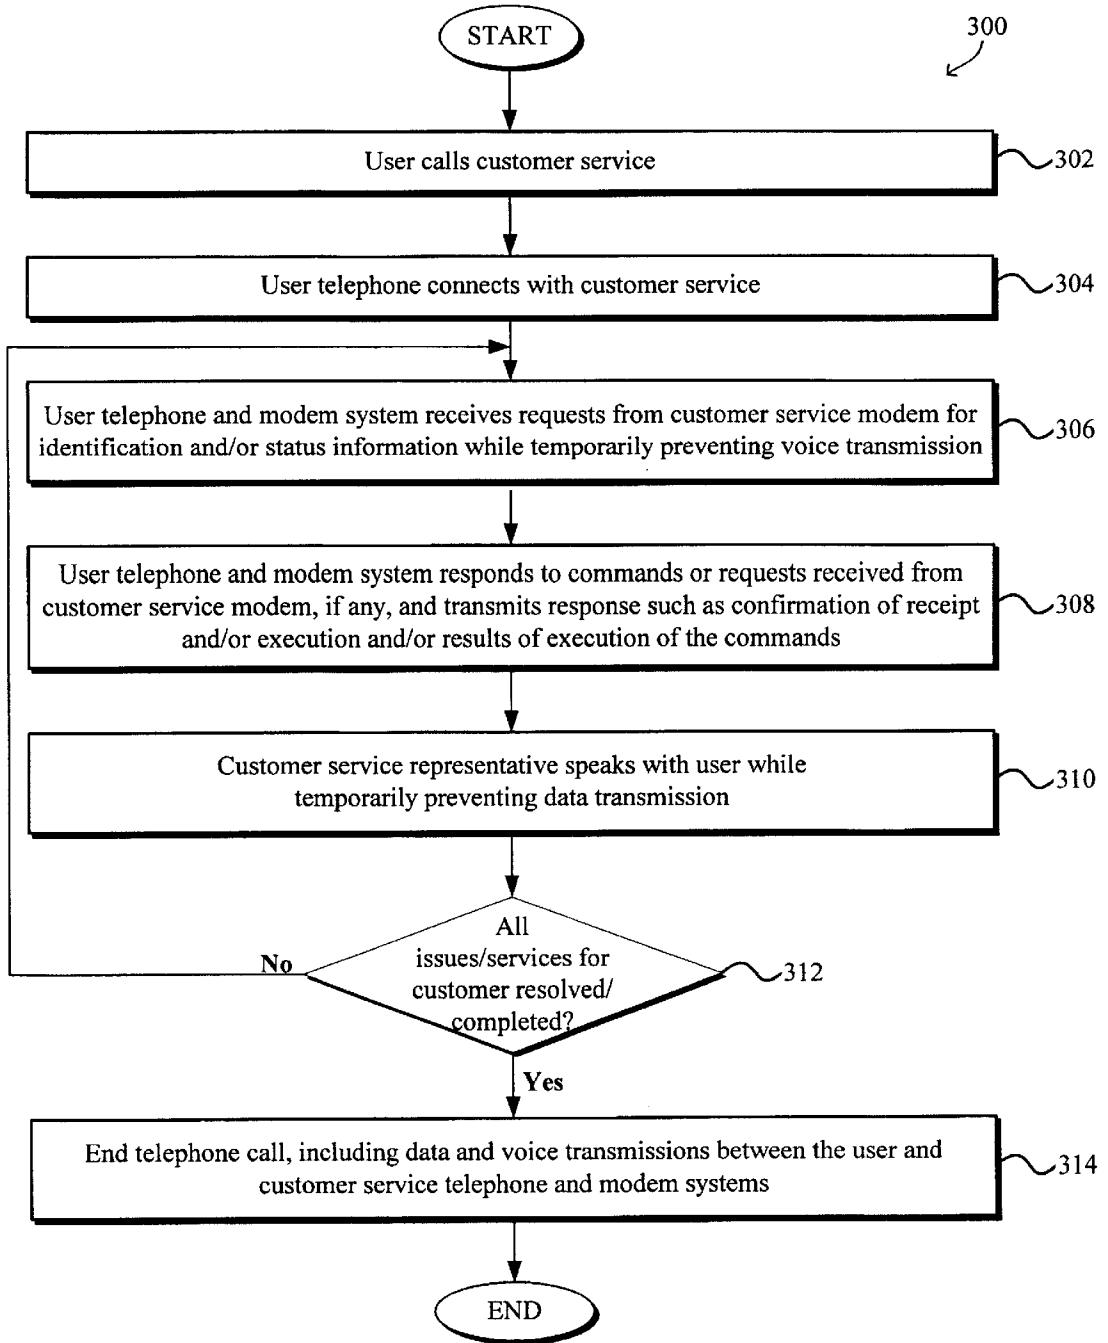 START
300
User calls customer service
302
User telephone connects with customer service
304
User telephone and modem system receives requests from customer service modem for
identification and/or status information while temporarily preventing voice transmission
306
User telephone and modem system responds to commands or requests received from
customer service modem, if any, and transmits response such as confirmation of receipt
and/or execution and/or results of execution of the commands
308
Customer service representative speaks with user while
temporarily preventing data transmission
310
All
issues/services for
customer resolved/
completed?
No
312
Yes
End telephone call, including data and voice transmissions between the user and
customer service telephone and modem systems
314
END